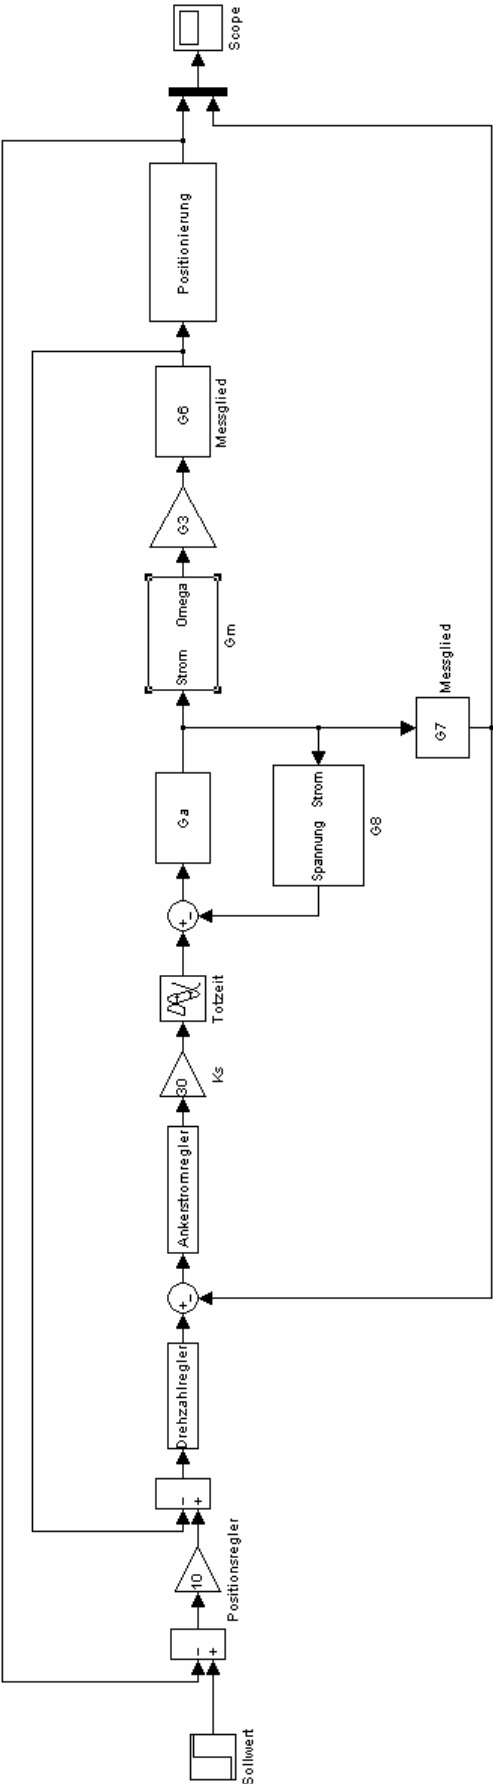 Sollwert
-
+
10
Positionsregler
-
+
Drehzahlregler
+-
Ankerstromregler
30
Ks
Totzeit
+-
Ga
Spannung Strom
G8
G7
Messglied
Strom Omega
Gm
G3
G6
Messglied
Positionierung
Scope